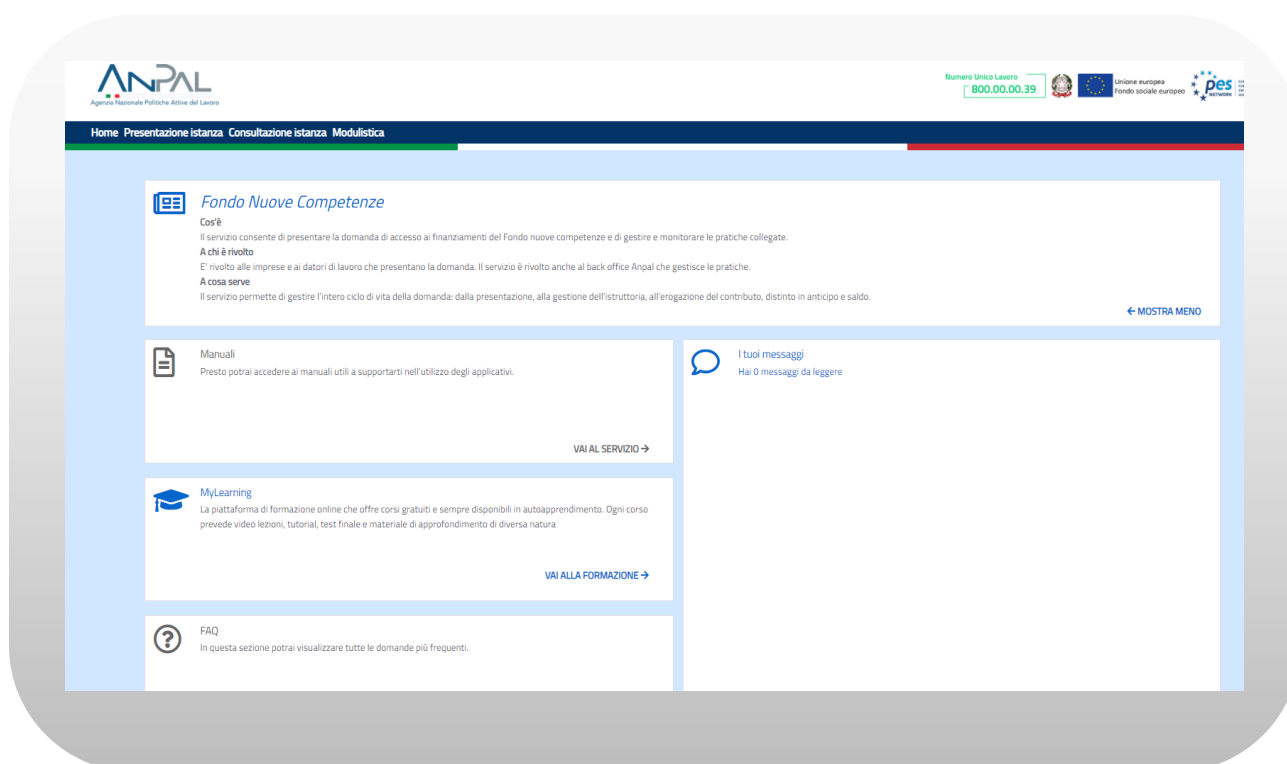 ANPAL
Agenzia Nazionale Politiche Attive del Lavoro
Numero Unico Lavoro
800.00.00.39
Unione europea
Fondo sociale europeo
pes
NETWORK
Home Presentazione istanza Consultazione istanza Modulistica
Fondo Nuove Competenze
Cos'è
Il servizio consente di presentare la domanda di accesso ai finanziamenti del Fondo nuove competenze e di gestire e monitorare le pratiche collegate.
A chi è rivolto
E' rivolto alle imprese e ai datori di lavoro che presentano la domanda. Il servizio è rivolto anche al back office Anpal che gestisce le pratiche.
A cosa serve
Il servizio permette di gestire l'intero ciclo di vita della domanda: dalla presentazione, alla gestione dell'istruttoria, all'erogazione del contributo, distinto in anticipo e saldo.
← MOSTRA MENO
Manuali
Presto potrai accedere ai manuali utili a supportarti nell'utilizzo degli applicativi.
VAI AL SERVIZIO →
I tuoi messaggi
Hai 0 messaggi da leggere
MyLearning
La piattaforma di formazione online che offre corsi gratuiti e sempre disponibili in autoapprendimento. Ogni corso
prevede video lezioni, tutorial, test finale e materiale di approfondimento di diversa natura
VAI ALLA FORMAZIONE →
FAQ
In questa sezione potrai visualizzare tutte le domande più frequenti.